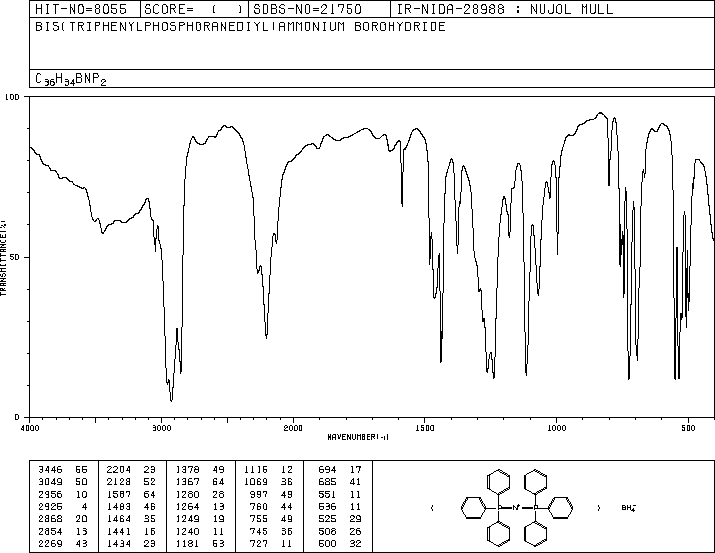 HIT-NO=8055 SCORE= ( ) SDBS-NO=21750 IR-NIDA-28988 : NUJOL MULL
BIS(TRIPHENYLPHOSPHORANEDIYL)AMMONIUM BOROHYDRIDE
C36H34BNP2
100
50
0
TRANSMITTANCE(%)
4000 3000 2000 1500 1000 500
WAVENUMBER(-1)
3446 55 2204 23 1378 49 1116 12 694 17
3049 50 2128 52 1367 64 1069 36 685 41
2956 10 1587 64 1280 28 997 49 551 11
2925 4 1483 46 1264 13 760 44 536 11
2868 20 1464 35 1249 19 755 49 525 29
2854 13 1441 16 1240 11 745 36 508 26
2269 43 1434 23 1181 53 727 11 500 32
( P N+ P ) BH4-